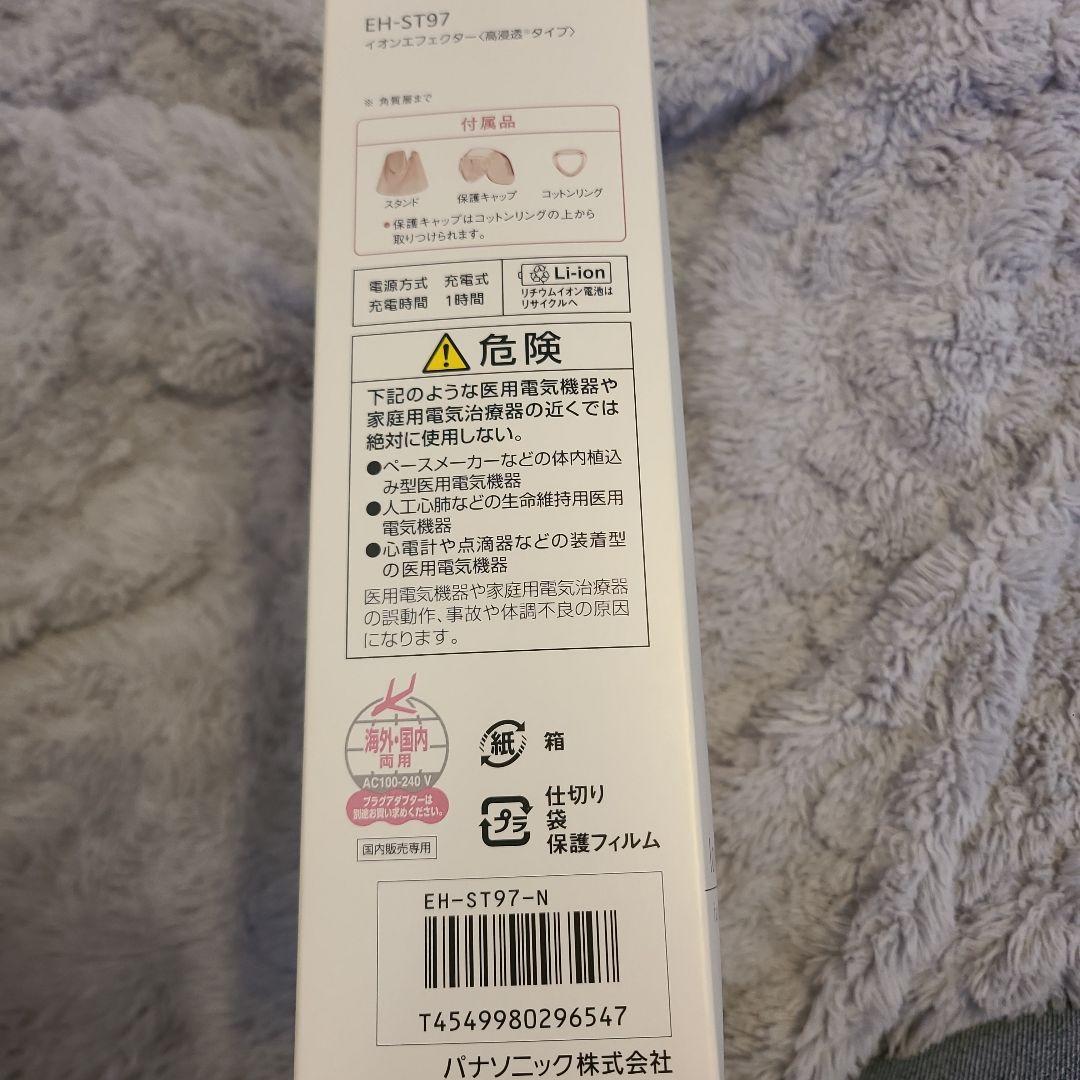 EH-ST97
イオンエフェクター〈高浸透※タイプ〉
※ 角質層まで
付属品
スタンド
保護キャップ
コットンリング
●保護キャップはコットンリングの上から
取りつけられます。
電源方式 充電式
充電時間 1時間
Li-ion
リチウムイオン電池は
リサイクルへ
危険
下記のような医用電気機器や
家庭用電気治療器の近くでは
絶対に使用しない。
●ペースメーカーなどの体内植込
み型医用電気機器
●人工心肺などの生命維持用医用
電気機器
●心電計や点滴器などの装着型
の医用電気機器
医用電気機器や家庭用電気治療器
の誤動作、事故や体調不良の原因
になります。
海外・国内
両用
AC100-240 V
プラグアダプターは
別途お買い求めください。
国内販売専用
紙 箱
プラ
仕切り
袋
保護フィルム
EH-ST97-N
T4549980296547
パナソニック株式会社